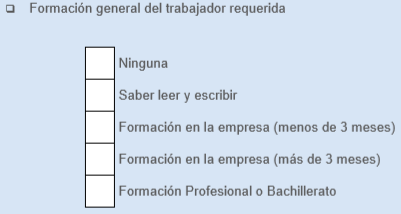 Formación general del trabajador requerida
Ninguna
Saber leer y escribir
Formación en la empresa (menos de 3 meses)
Formación en la empresa (más de 3 meses)
Formación Profesional o Bachillerato